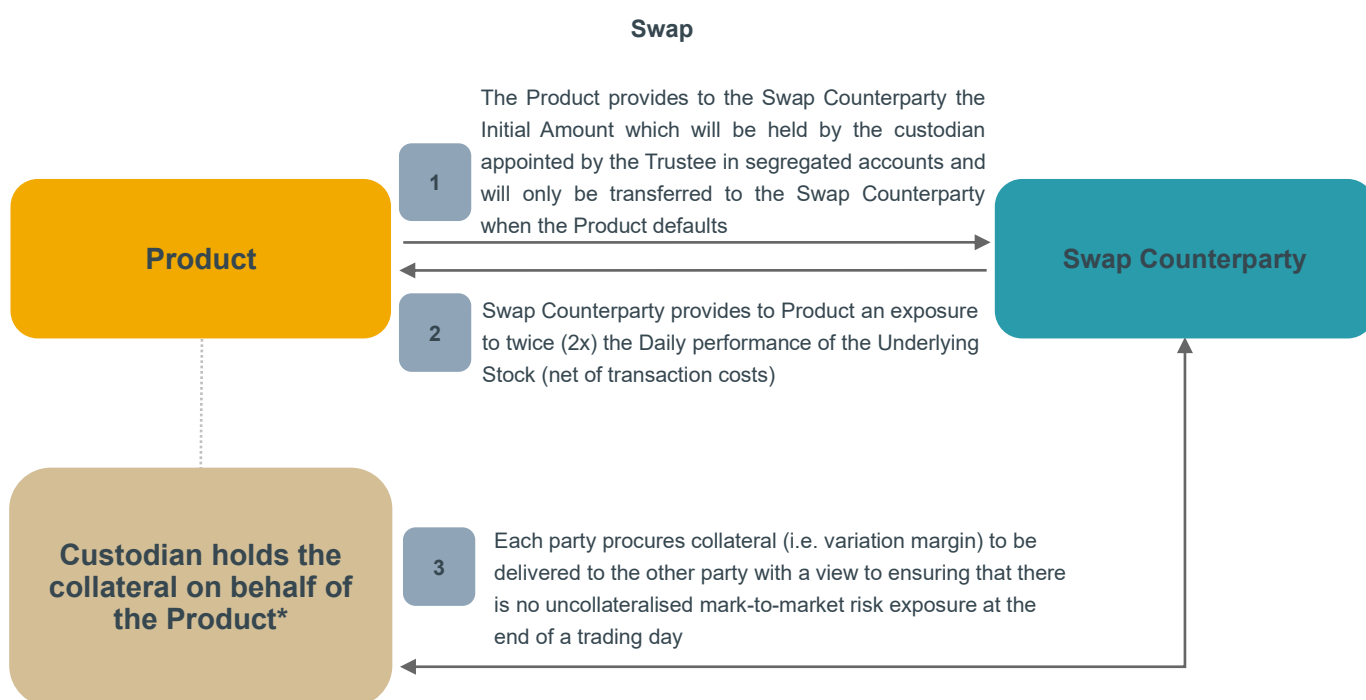 Swap
The Product provides to the Swap Counterparty the
Initial Amount which will be held by the custodian
appointed by the Trustee in segregated accounts and
will only be transferred to the Swap Counterparty
when the Product defaults
1
Product
Swap Counterparty
2
Swap Counterparty provides to Product an exposure
to twice (2x) the Daily performance of the Underlying
Stock (net of transaction costs)
Custodian holds the
collateral on behalf of
the Product*
3
Each party procures collateral (i.e. variation margin) to be
delivered to the other party with a view to ensuring that there
is no uncollateralised mark-to-market risk exposure at the
end of a trading day